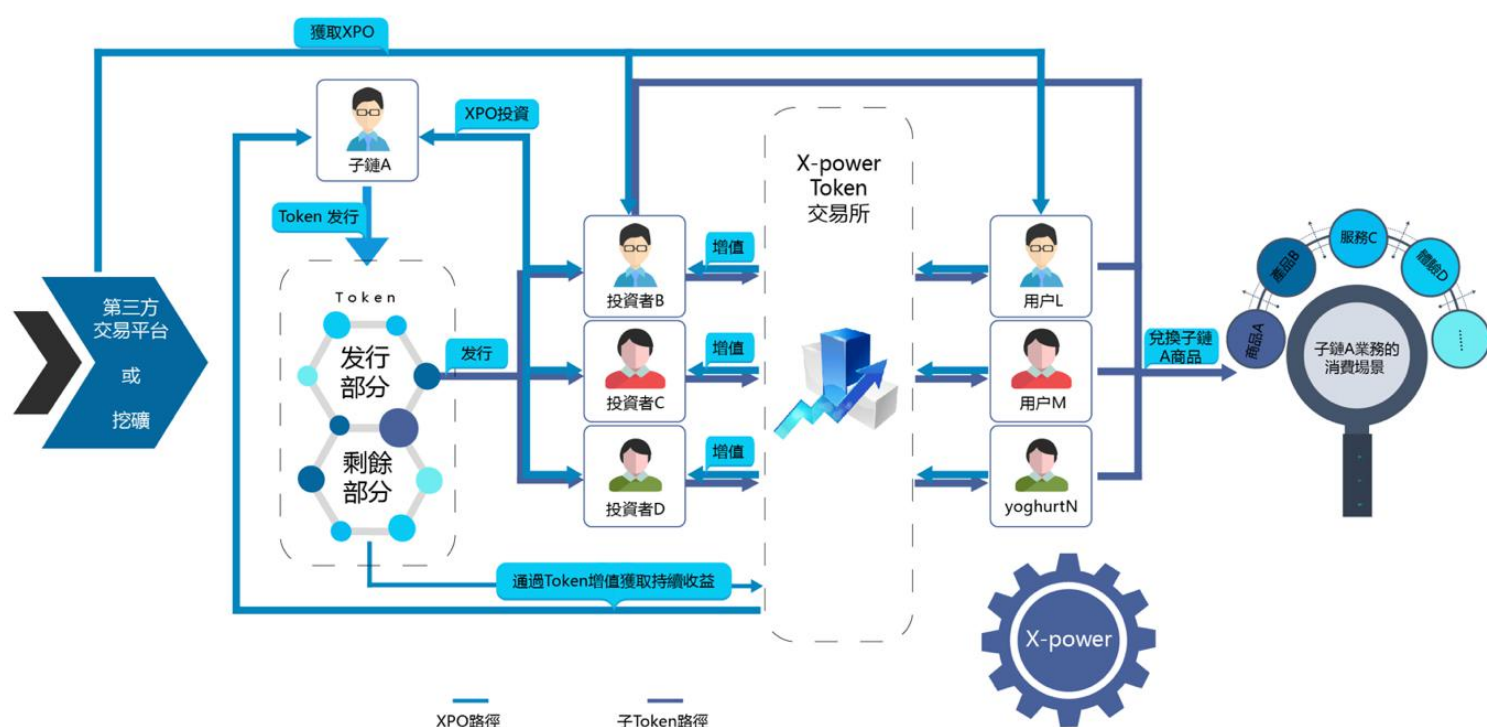 獲取XPO
XPO投資
子鏈A
Token 发行
第三方
交易平台
或
挖礦
Token
发行
部分
剩餘
部分
发行
投資者B
投資者C
投資者D
增值
增值
增值
X-power
Token
交易所
用户L
用户M
yoghurtN
兌換子鏈
A商品
商品A
產品B
服務C
體驗D
......
子鏈A業務的
消費場景
通過Token增值獲取持續收益
X-power
XPO路徑
子Token路徑